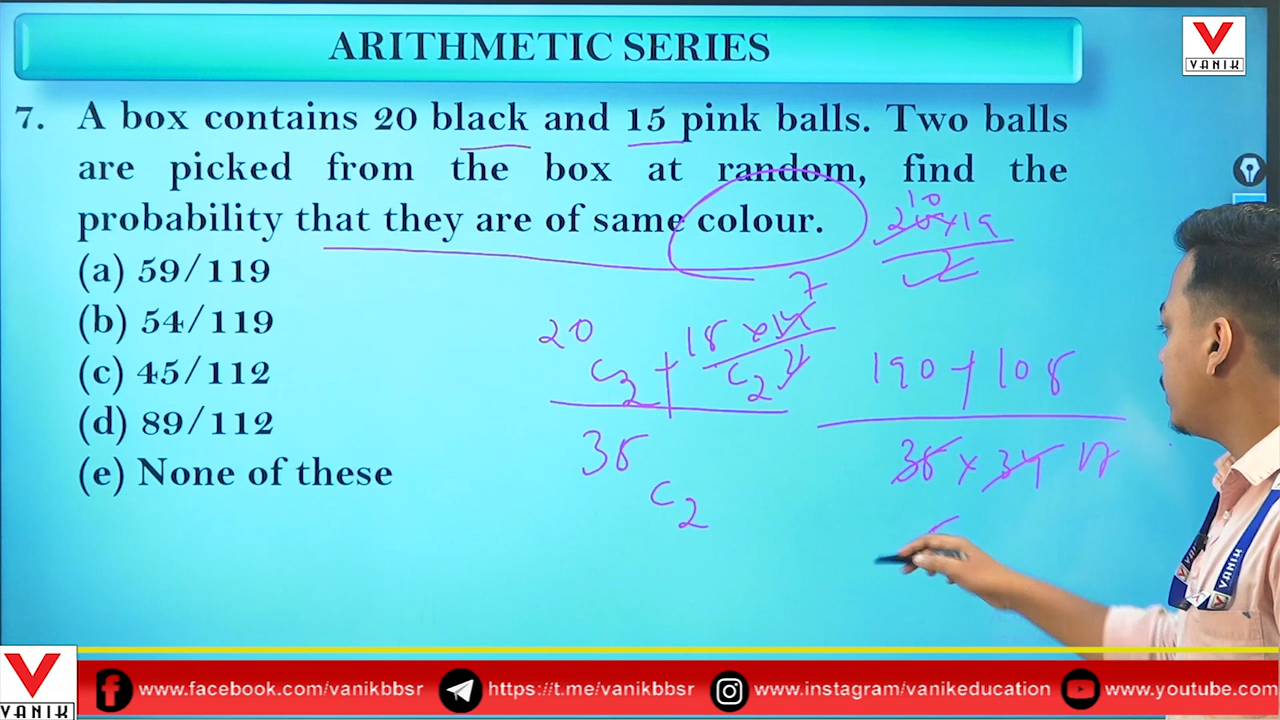 ARITHMETIC SERIES
V
VANIK
7. A box contains 20 black and 15 pink balls. Two balls
are picked from the box at random, find the
probability that they are of same colour.
(a) 59/119
(b) 54/119
(c) 45/112
(d) 89/112
(e) None of these
20 C2 +
35 C2
190 +
VANIK
V
VANIK
www.facebook.com/vanikbbsr
https://t.me/vanikbbsr
www.instagram/vanikeducation
www.youtube.com